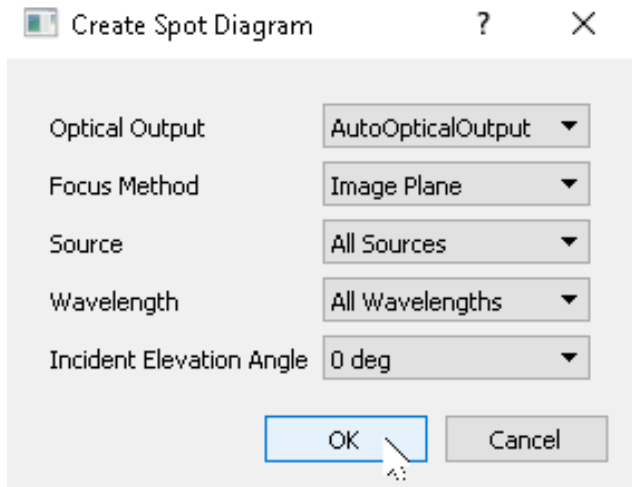 Create Spot Diagram ?
Optical Output AutoOpticalOutput
Focus Method Image Plane
Source All Sources
Wavelength All Wavelengths
Incident Elevation Angle 0 deg
OK Cancel